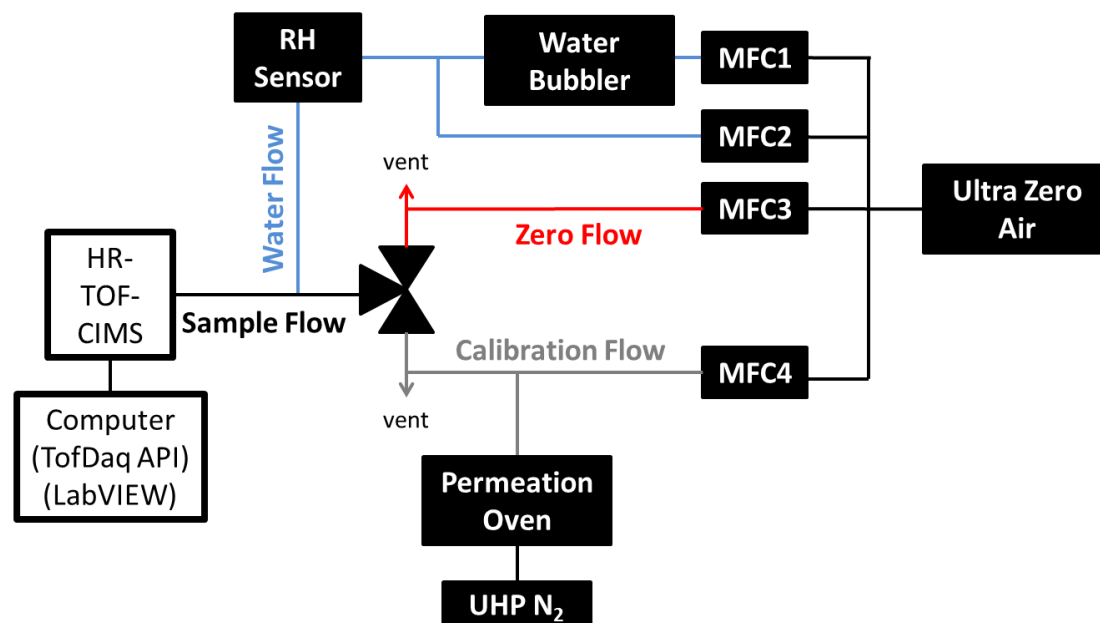 RH
Sensor
Water
Bubbler
MFC1
MFC2
vent
Water Flow
MFC3
Zero Flow
Ultra Zero
Air
HR-
TOF-
CIMS
Sample Flow
Calibration Flow
MFC4
vent
Computer
(TofDaq API)
(LabVIEW)
Permeation
Oven
UHP N₂